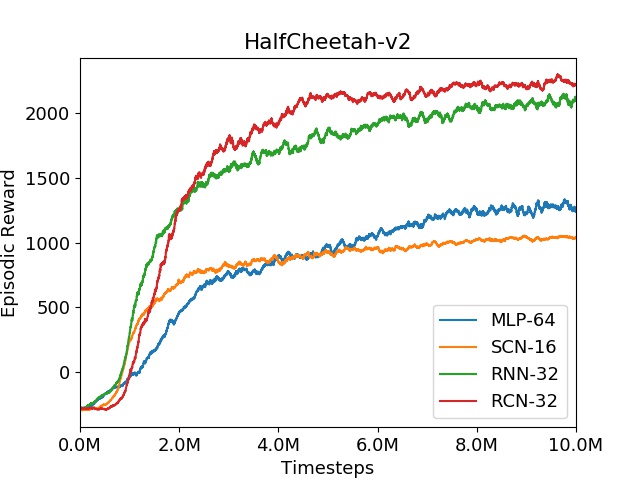 HalfCheetah-v2
Episodic Reward
2000
1500
1000
500
0
MLP-64
SCN-16
RNN-32
RCN-32
0.0M 2.0M 4.0M 6.0M 8.0M 10.0M
Timesteps